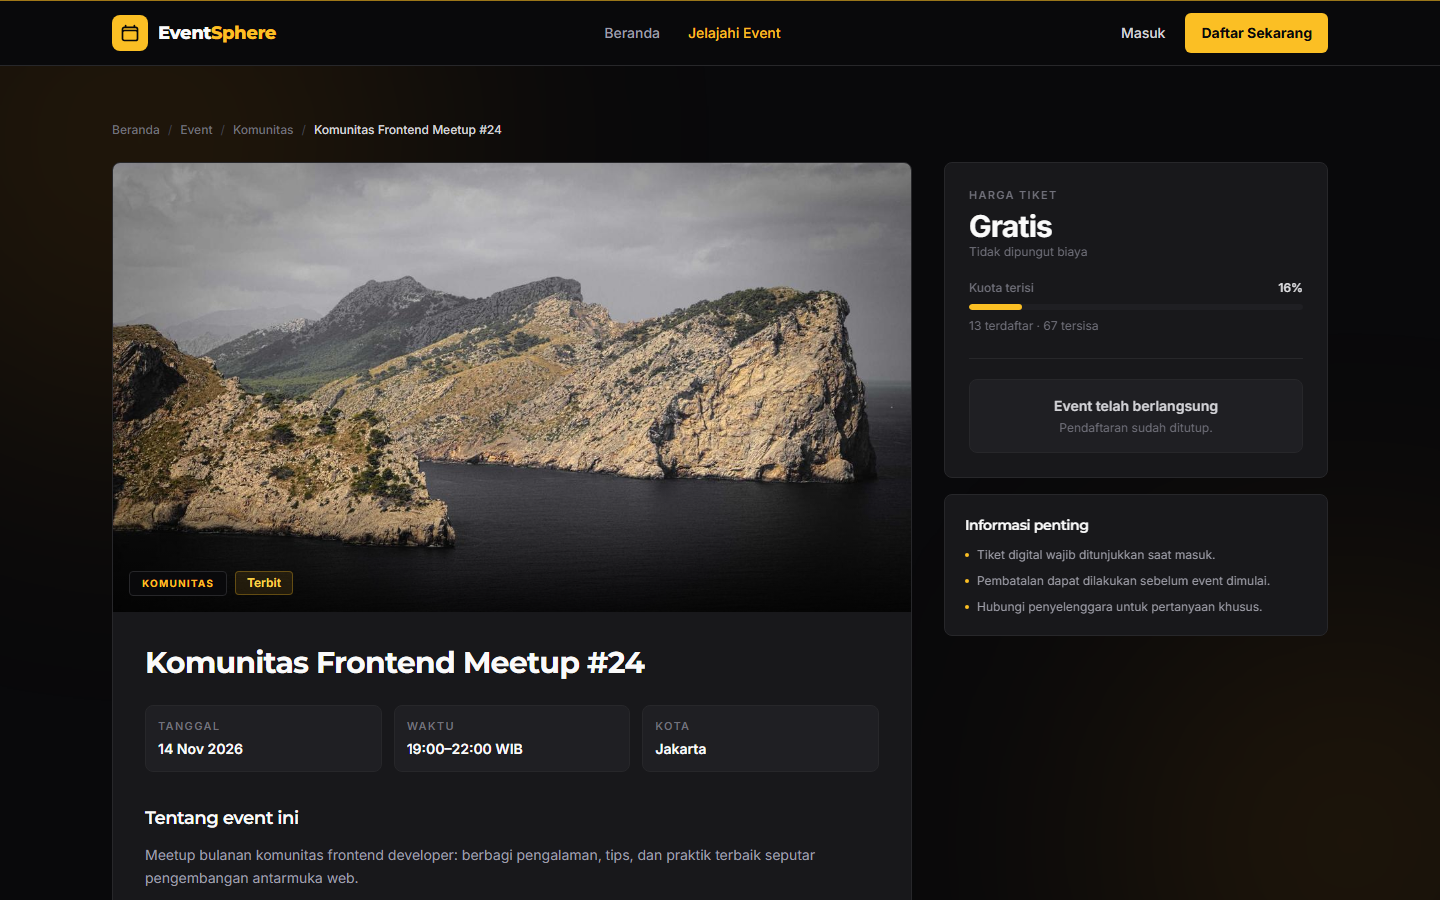 EventSphere
Beranda
Jelajahi Event
Masuk
Daftar Sekarang
Beranda / Event / Komunitas / Komunitas Frontend Meetup #24
KOMUNITAS
Terbit
Komunitas Frontend Meetup #24
TANGGAL
14 Nov 2026
WAKTU
19:00–22:00 WIB
KOTA
Jakarta
Tentang event ini
Meetup bulanan komunitas frontend developer: berbagi pengalaman, tips, dan praktik terbaik seputar
pengembangan antarmuka web.
HARGA TIKET
Gratis
Tidak dipungut biaya
Kuota terisi
16%
13 terdaftar · 67 tersisa
Event telah berlangsung
Pendaftaran sudah ditutup.
Informasi penting
• Tiket digital wajib ditunjukkan saat masuk.
• Pembatalan dapat dilakukan sebelum event dimulai.
• Hubungi penyelenggara untuk pertanyaan khusus.